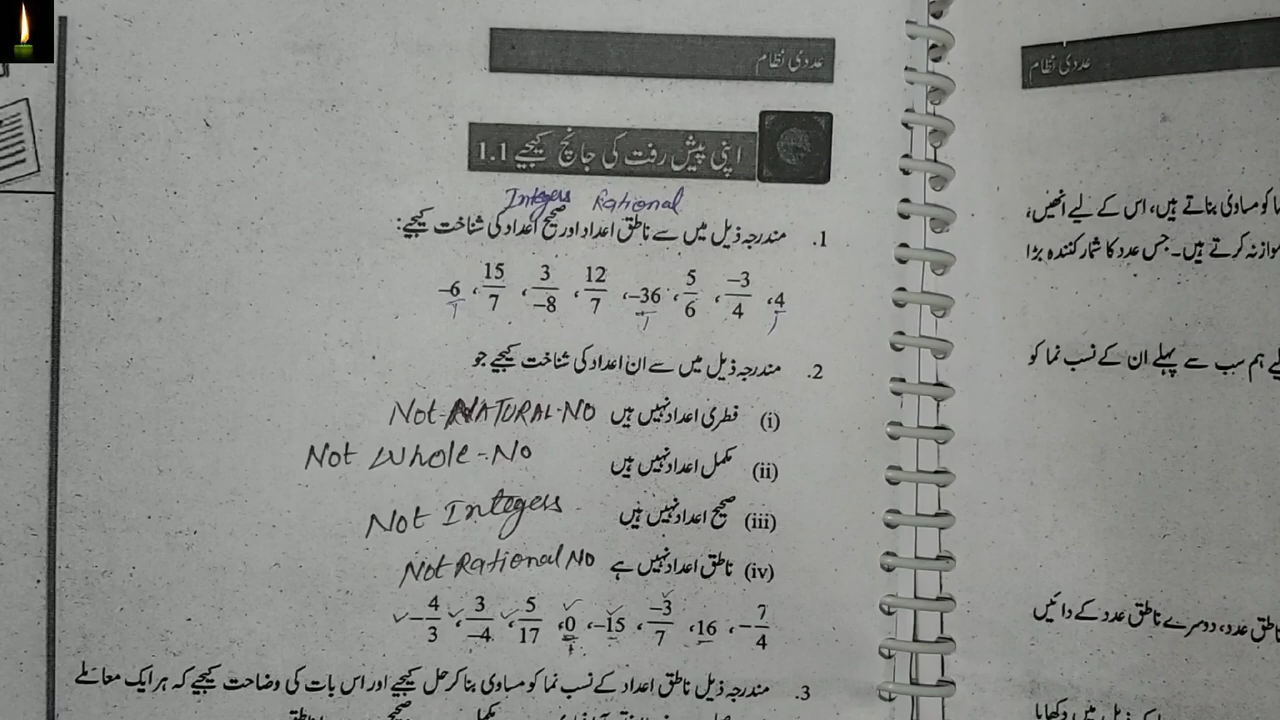 عددی نظام
اپنی پیش رفت کی جانچ کیجیے 1.1
Integers Rational
1. مندرجہ ذیل میں سے ناطق اعداد اور صحیح اعداد کی شناخت کیجیے:
4، -3/4، 5/6، -36، 12/7، 3/-8، 15/7، -6
2. مندرجہ ذیل میں سے ان اعداد کی شناخت کیجیے جو
(i) فطری اعداد نہیں ہیں Not-NATURAL-NO
(ii) مکمل اعداد نہیں ہیں Not Whole-No
(iii) صحیح اعداد نہیں ہیں Not Integers
(iv) ناطق اعداد نہیں ہے Not Rational No
-7/4، 16، -3/7، -15، 0، 5/17، 3/-4، -4/3
3. مندرجہ ذیل ناطق اعداد کے نسب نما کو مساوی بنا کر حل کیجیے اور اس بات کی وضاحت کیجیے کہ ہر ایک معاملے
عددی نظام
کو مساوی بناتے ہیں، اس کے لیے انھیں،
موازنہ کرتے ہیں۔ جس عدد کا شمار کنندہ بڑا
ہم سب سے پہلے ان کے نسب نما کو
ناطق عدد، دوسرے ناطق عدد کے دائیں